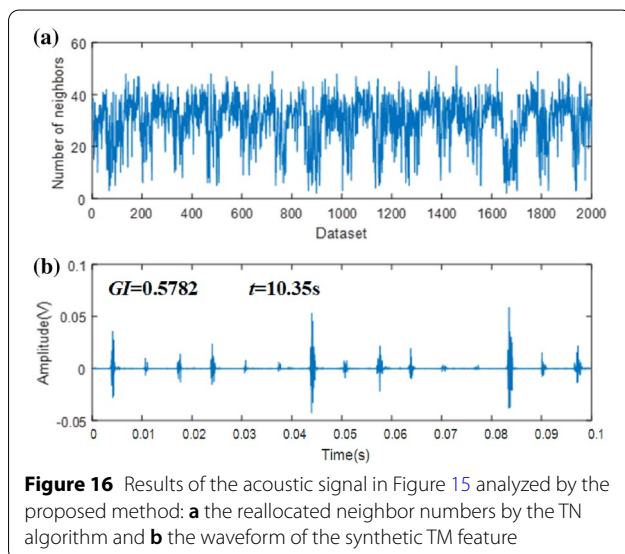 (a)
60
40
20
0
Number of neighbors
0 200 400 600 800 1000 1200 1400 1600 1800 2000
Dataset
(b)
GI=0.5782 t=10.35s
0.1
0.05
0
-0.05
Amplitude(V)
0 0.01 0.02 0.03 0.04 0.05 0.06 0.07 0.08 0.09 0.1
Time(s)
Figure 16 Results of the acoustic signal in Figure 15 analyzed by the
proposed method: a the reallocated neighbor numbers by the TN
algorithm and b the waveform of the synthetic TM feature